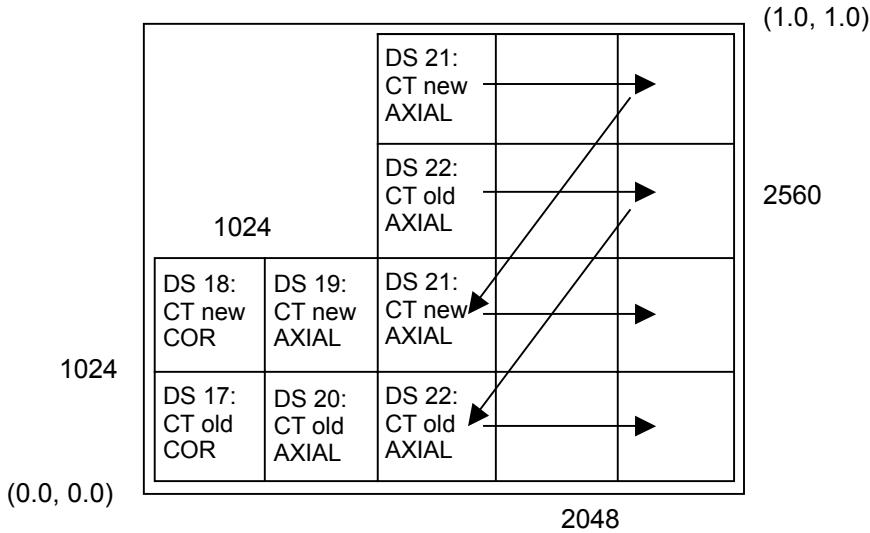 (1.0, 1.0)
DS 21:
CT new
AXIAL
DS 22:
CT old
AXIAL
2560
1024
DS 18:
CT new
COR
DS 19:
CT new
AXIAL
DS 21:
CT new
AXIAL
1024
DS 17:
CT old
COR
DS 20:
CT old
AXIAL
DS 22:
CT old
AXIAL
(0.0, 0.0)
2048